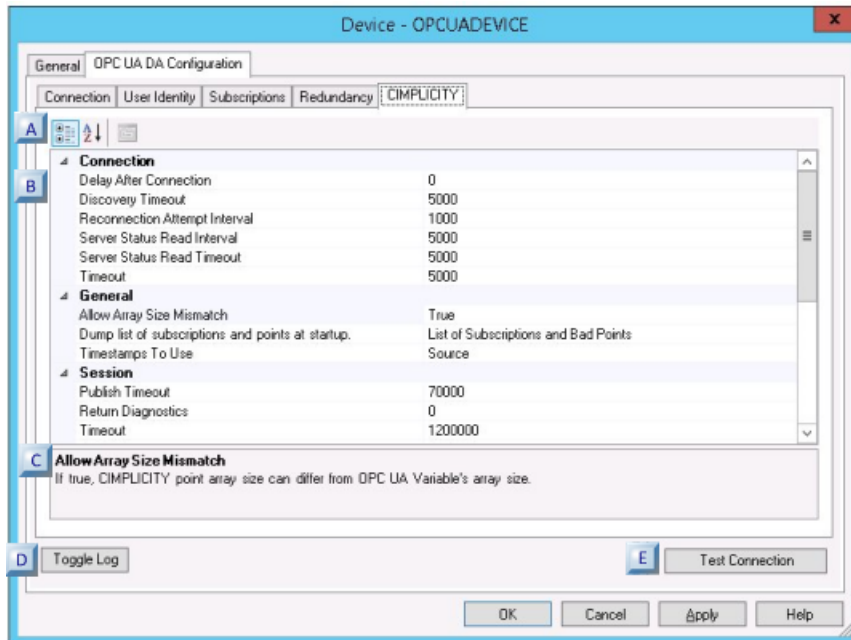 Device - OPCUADEVICE
x
General OPC UA DA Configuration
Connection User Identity Subscriptions Redundancy CIMPLICITY
A
A Z
Connection
B
Delay After Connection 0
Discovery Timeout 5000
Reconnection Attempt Interval 1000
Server Status Read Interval 5000
Server Status Read Timeout 5000
Timeout 5000
General
Allow Array Size Mismatch True
Dump list of subscriptions and points at startup. List of Subscriptions and Bad Points
Timestamps To Use Source
Session
Publish Timeout 70000
Return Diagnostics 0
Timeout 1200000
C
Allow Array Size Mismatch
If true, CIMPLICITY point array size can differ from OPC UA Variable's array size.
D Toggle Log E Test Connection
OK Cancel Apply Help